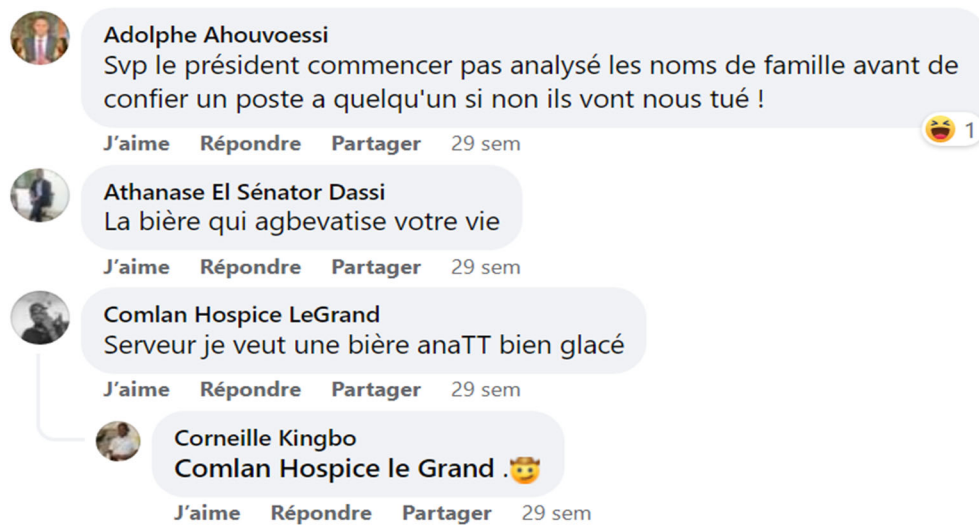 Adolphe Ahouvoessi
Svp le président commencer pas analysé les noms de famille avant de
confier un poste a quelqu'un si non ils vont nous tué !
1
J’aime Répondre Partager 29 sem
Athanase El Sénator Dassi
La bière qui agbevatise votre vie
J’aime Répondre Partager 29 sem
Comlan Hospice LeGrand
Serveur je veut une bière anaTT bien glacé
J’aime Répondre Partager 29 sem
Corneille Kingbo
Comlan Hospice le Grand .🤠
J’aime Répondre Partager 29 sem